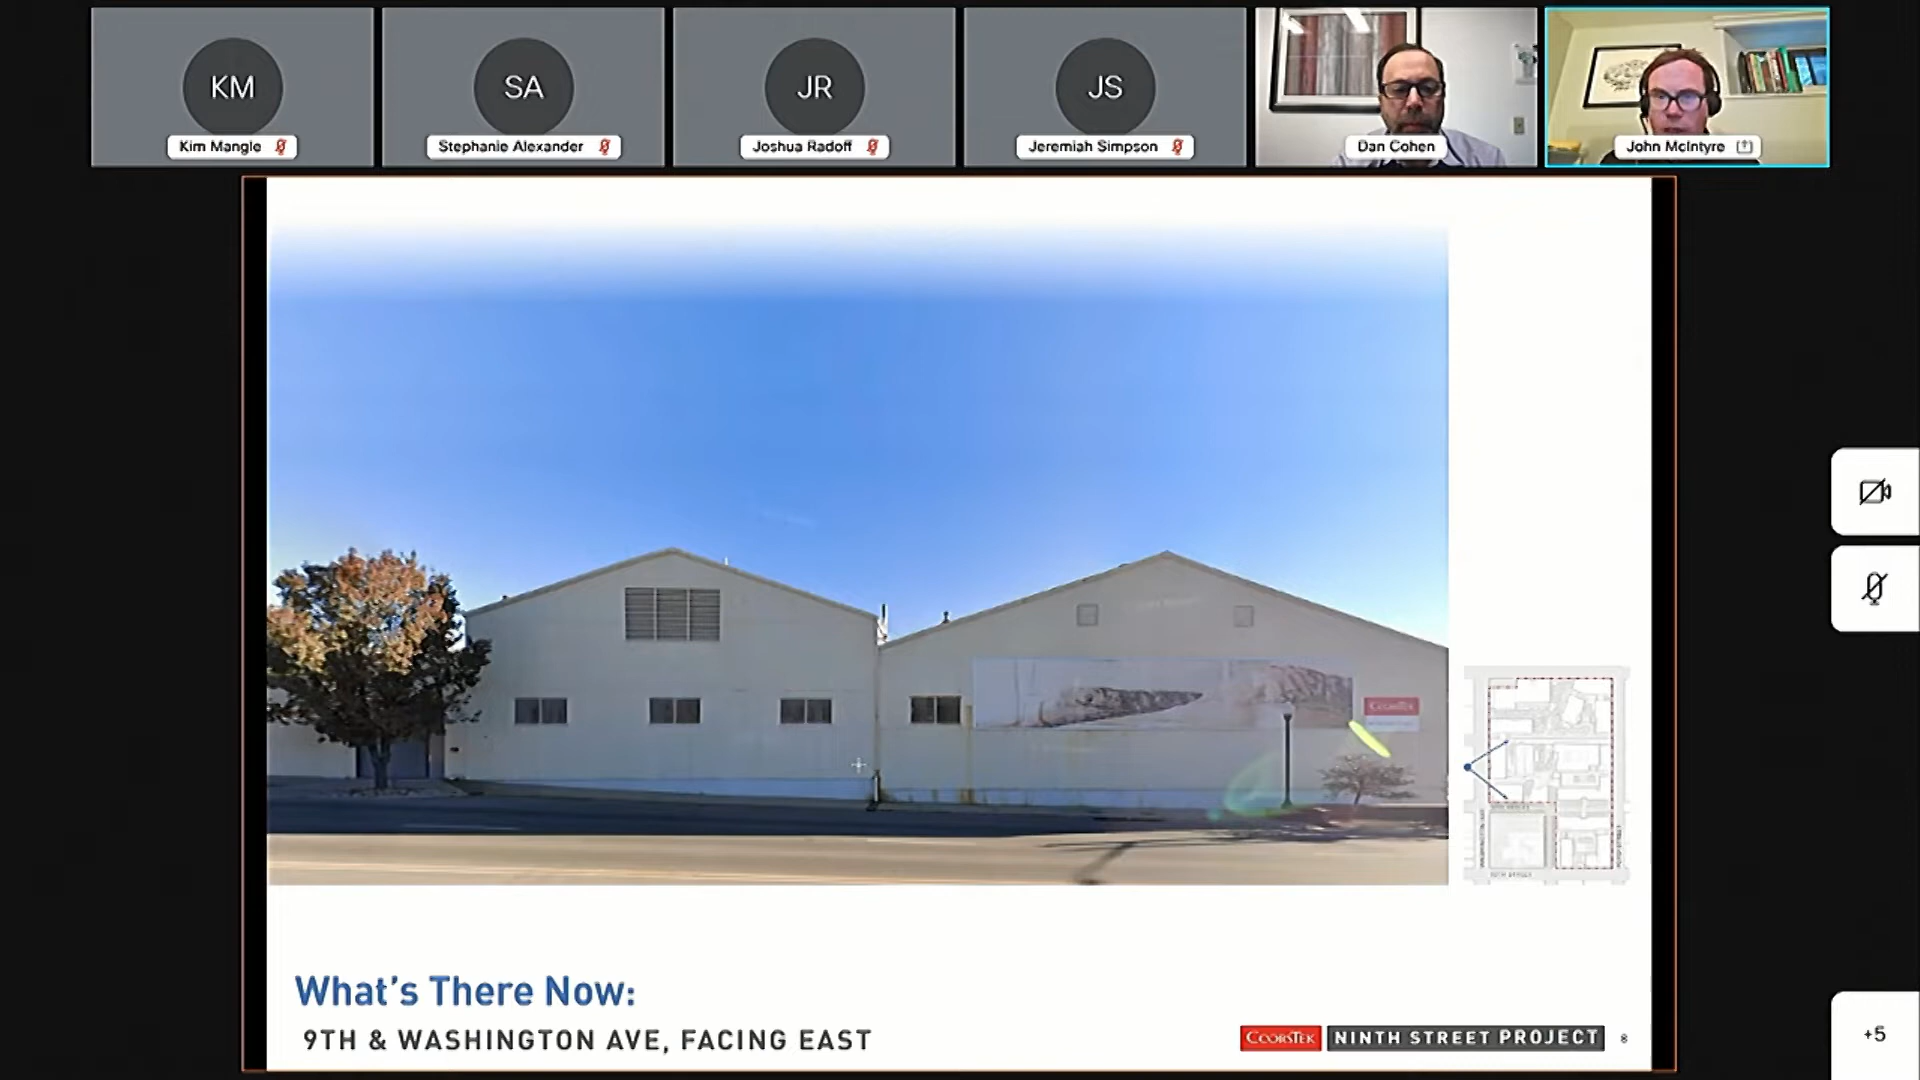 KM
SA
JR
JS
Kim Mangle
Stephanie Alexander
Joshua Radoff
Jeremiah Simpson
Dan Cohen
John McIntyre
COORSTEK
What's There Now:
9TH & WASHINGTON AVE, FACING EAST
COORSTEK NINTH STREET PROJECT 8
+5